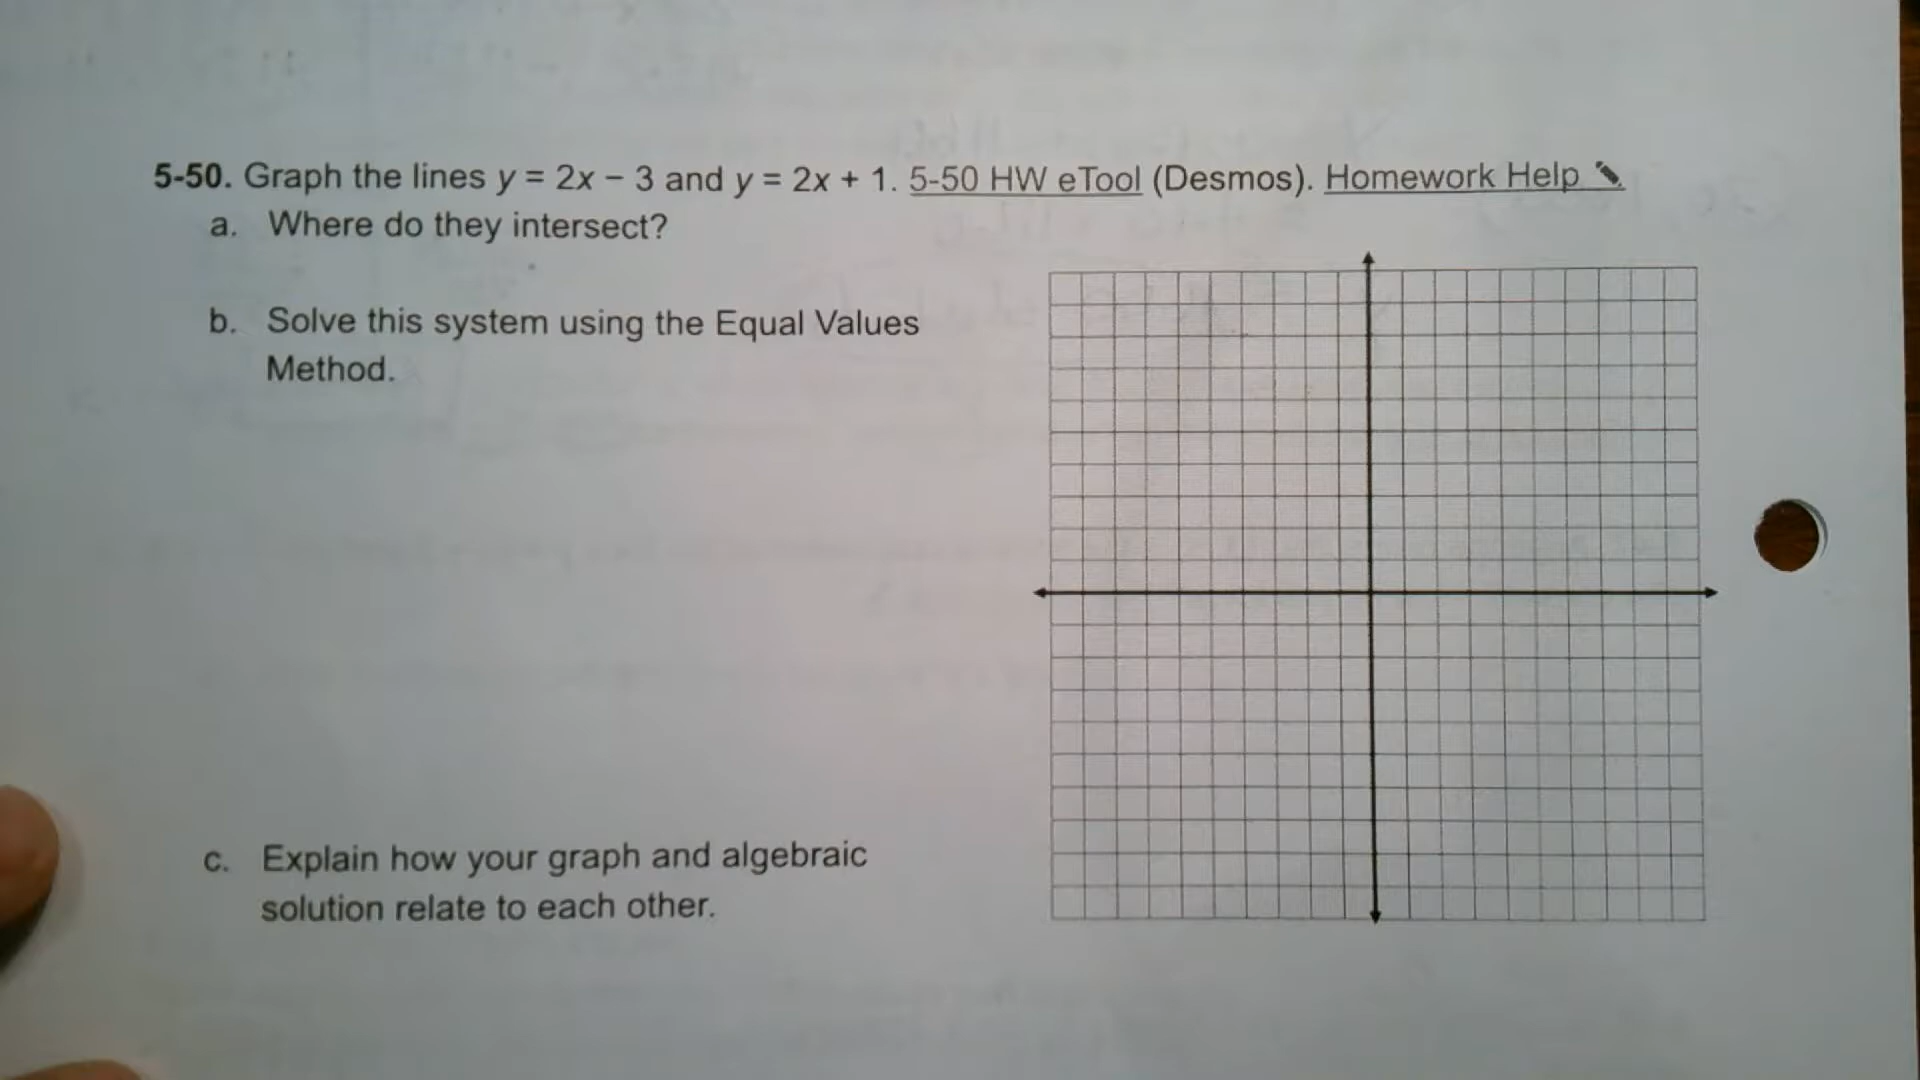 5-50. Graph the lines y = 2x − 3 and y = 2x + 1. 5-50 HW eTool (Desmos). Homework Help ✎
a. Where do they intersect?
b. Solve this system using the Equal Values
Method.
c. Explain how your graph and algebraic
solution relate to each other.